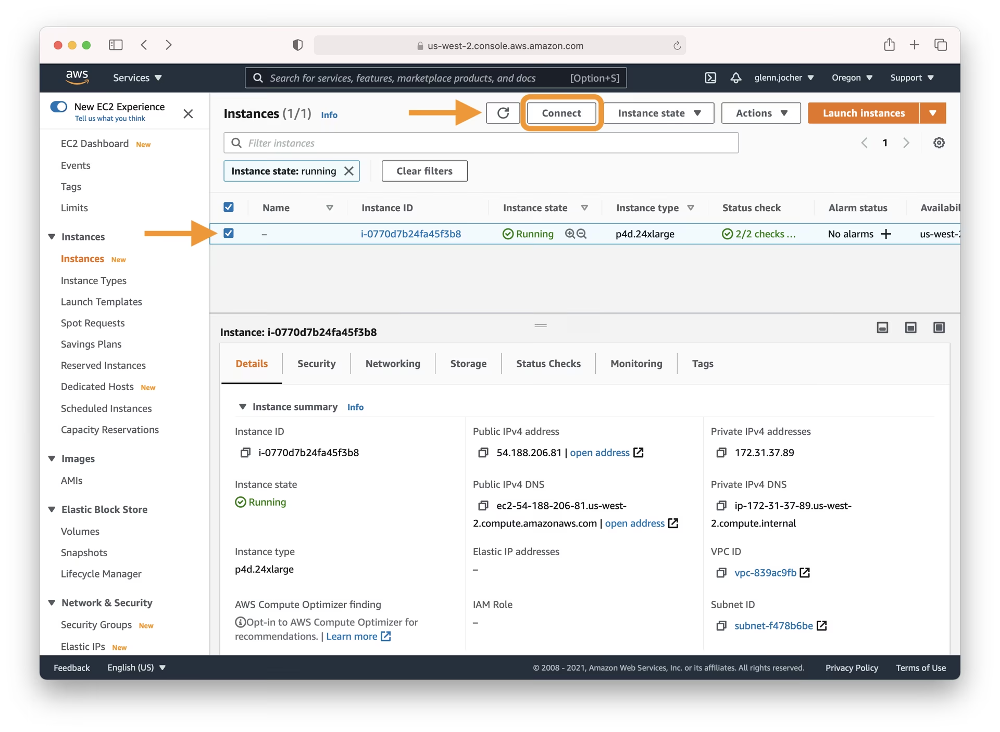 us-west-2.console.aws.amazon.com
aws
Services
Search for services, features, marketplace products, and docs [Option+S]
glenn.jocher
Oregon
Support
New EC2 Experience
Tell us what you think
EC2 Dashboard New
Events
Tags
Limits
Instances
Instances New
Instance Types
Launch Templates
Spot Requests
Savings Plans
Reserved Instances
Dedicated Hosts New
Scheduled Instances
Capacity Reservations
Images
AMIs
Elastic Block Store
Volumes
Snapshots
Lifecycle Manager
Network & Security
Security Groups New
Elastic IPs New
Instances (1/1) Info
Connect
Instance state
Actions
Launch instances
Filter instances
1
Instance state: running
Clear filters
Name Instance ID Instance state Instance type Status check Alarm status Availabil
– i-0770d7b24fa45f3b8 Running p4d.24xlarge 2/2 checks ... No alarms + us-west-2
Instance: i-0770d7b24fa45f3b8
Details Security Networking Storage Status Checks Monitoring Tags
Instance summary Info
Instance ID
i-0770d7b24fa45f3b8
Public IPv4 address
54.188.206.81 | open address
Private IPv4 addresses
172.31.37.89
Instance state
Running
Public IPv4 DNS
ec2-54-188-206-81.us-west-
2.compute.amazonaws.com | open address
Private IPv4 DNS
ip-172-31-37-89.us-west-
2.compute.internal
Instance type
p4d.24xlarge
Elastic IP addresses
–
VPC ID
vpc-839ac9fb
AWS Compute Optimizer finding
Opt-in to AWS Compute Optimizer for
recommendations. | Learn more
IAM Role
–
Subnet ID
subnet-f478b6be
Feedback
English (US)
© 2008 - 2021, Amazon Web Services, Inc. or its affiliates. All rights reserved.
Privacy Policy
Terms of Use